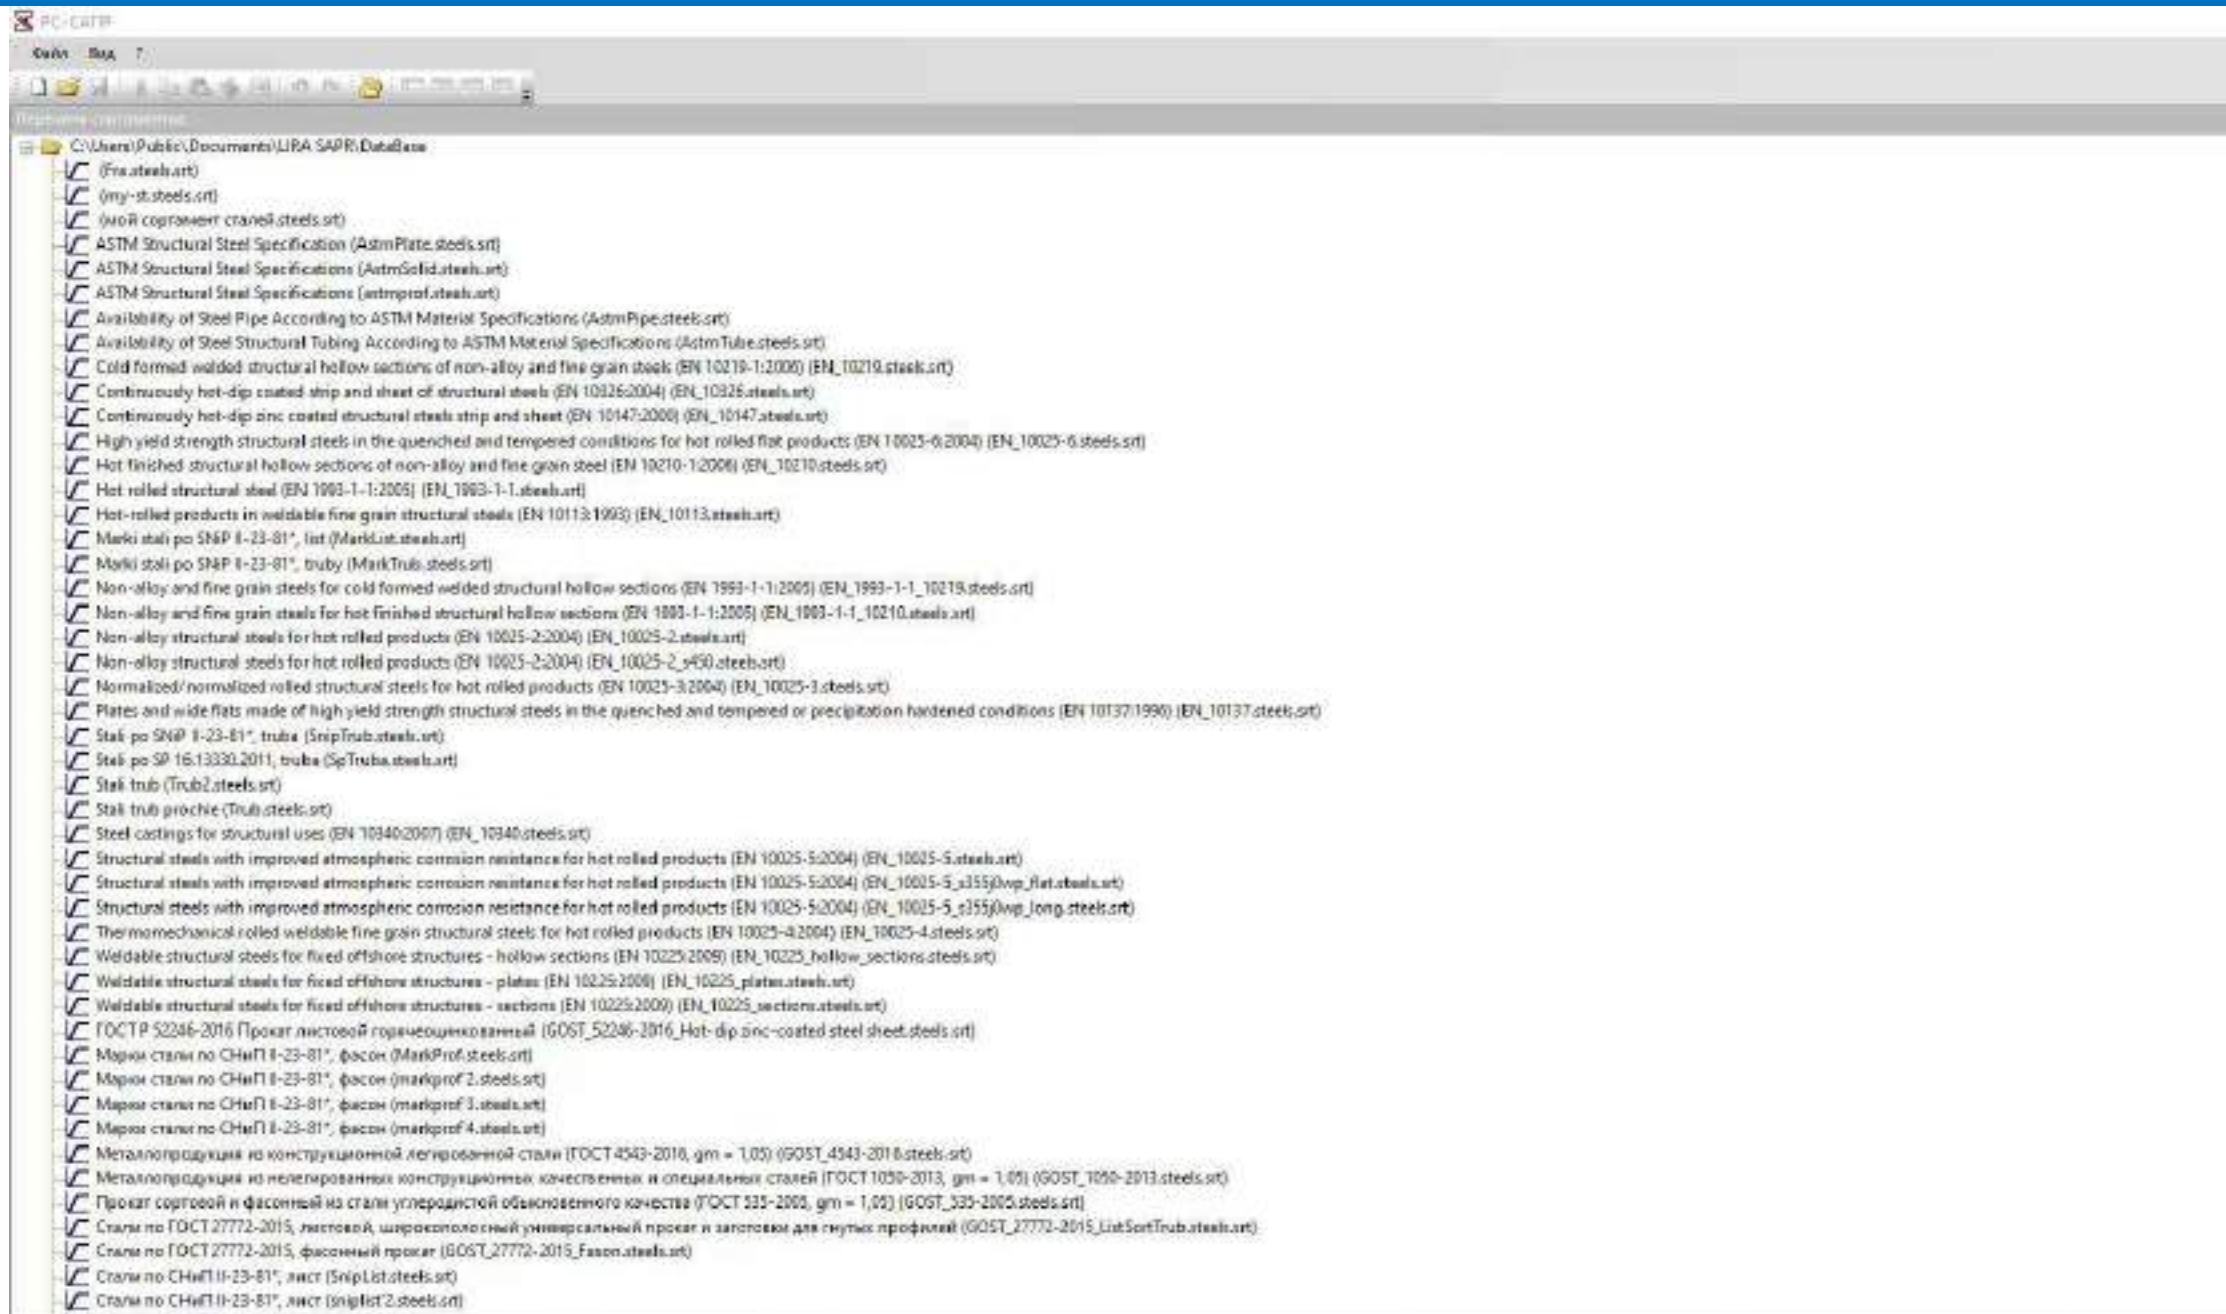 РС-САПР
Файл Вид ?
C:\Users\Public\Documents\LIRA SAPR\DataBase
(Fra.steels.srt)
(my-st.steels.srt)
(мой сортамент сталей.steels.srt)
ASTM Structural Steel Specification (AstmPlate.steels.srt)
ASTM Structural Steel Specifications (AstmSolid.steels.srt)
ASTM Structural Steel Specifications (astmprof.steels.srt)
Availability of Steel Pipe According to ASTM Material Specifications (AstmPipe.steels.srt)
Availability of Steel Structural Tubing According to ASTM Material Specifications (AstmTube.steels.srt)
Cold formed welded structural hollow sections of non-alloy and fine grain steels (EN 10219-1:2006) (EN_10219.steels.srt)
Continuously hot-dip coated strip and sheet of structural steels (EN 10326:2004) (EN_10326.steels.srt)
Continuously hot-dip zinc coated structural steels strip and sheet (EN 10147:2000) (EN_10147.steels.srt)
High yield strength structural steels in the quenched and tempered conditions for hot rolled flat products (EN 10025-6:2004) (EN_10025-6.steels.srt)
Hot finished structural hollow sections of non-alloy and fine grain steel (EN 10210-1:2006) (EN_10210.steels.srt)
Hot rolled structural steel (EN 1993-1-1:2005) (EN_1993-1-1.steels.srt)
Hot-rolled products in weldable fine grain structural steels (EN 10113:1993) (EN_10113.steels.srt)
Marki stali po SNiP II-23-81*, list (MarkList.steels.srt)
Marki stali po SNiP II-23-81*, truby (MarkTrub.steels.srt)
Non-alloy and fine grain steels for cold formed welded structural hollow sections (EN 1993-1-1:2005) (EN_1993-1-1_10219.steels.srt)
Non-alloy and fine grain steels for hot finished structural hollow sections (EN 1993-1-1:2005) (EN_1993-1-1_10210.steels.srt)
Non-alloy structural steels for hot rolled products (EN 10025-2:2004) (EN_10025-2.steels.srt)
Non-alloy structural steels for hot rolled products (EN 10025-2:2004) (EN_10025-2_s450.steels.srt)
Normalized/normalized rolled structural steels for hot rolled products (EN 10025-3:2004) (EN_10025-3.steels.srt)
Plates and wide flats made of high yield strength structural steels in the quenched and tempered or precipitation hardened conditions (EN 10137:1996) (EN_10137.steels.srt)
Stali po SNiP II-23-81*, truba (SnipTrub.steels.srt)
Stali po SP 16.13330.2011, truba (SpTruba.steels.srt)
Stali trub (Trub2.steels.srt)
Stali trub prochie (Trub.steels.srt)
Steel castings for structural uses (EN 10340:2007) (EN_10340.steels.srt)
Structural steels with improved atmospheric corrosion resistance for hot rolled products (EN 10025-5:2004) (EN_10025-5.steels.srt)
Structural steels with improved atmospheric corrosion resistance for hot rolled products (EN 10025-5:2004) (EN_10025-5_s355j0wp_flat.steels.srt)
Structural steels with improved atmospheric corrosion resistance for hot rolled products (EN 10025-5:2004) (EN_10025-5_s355j0wp_long.steels.srt)
Thermomechanical rolled weldable fine grain structural steels for hot rolled products (EN 10025-4:2004) (EN_10025-4.steels.srt)
Weldable structural steels for fixed offshore structures - hollow sections (EN 10225:2009) (EN_10225_hollow_sections.steels.srt)
Weldable structural steels for fixed offshore structures - plates (EN 10225:2009) (EN_10225_plates.steels.srt)
Weldable structural steels for fixed offshore structures - sections (EN 10225:2009) (EN_10225_sections.steels.srt)
ГОСТ Р 52246-2016 Прокат листовой горячеоцинкованный (GOST_52246-2016_Hot-dip zinc-coated steel sheet.steels.srt)
Марки стали по СНиП II-23-81*, фасон (MarkProf.steels.srt)
Марки стали по СНиП II-23-81*, фасон (markprof 2.steels.srt)
Марки стали по СНиП II-23-81*, фасон (markprof 3.steels.srt)
Марки стали по СНиП II-23-81*, фасон (markprof 4.steels.srt)
Металлопродукция из конструкционной легированной стали (ГОСТ 4543-2016, gm = 1,05) (GOST_4543-2016.steels.srt)
Металлопродукция из нелегированных конструкционных качественных и специальных сталей (ГОСТ 1050-2013, gm = 1,05) (GOST_1050-2013.steels.srt)
Прокат сортовой и фасонный из стали углеродистой обыкновенного качества (ГОСТ 535-2005, gm = 1,05) (GOST_535-2005.steels.srt)
Стали по ГОСТ 27772-2015, листовой, широкополосный универсальный прокат и заготовки для гнутых профилей (GOST_27772-2015_ListSortTrub.steels.srt)
Стали по ГОСТ 27772-2015, фасонный прокат (GOST_27772-2015_Fason.steels.srt)
Стали по СНиП II-23-81*, лист (SnipList.steels.srt)
Стали по СНиП II-23-81*, лист (sniplist'2.steels.srt)